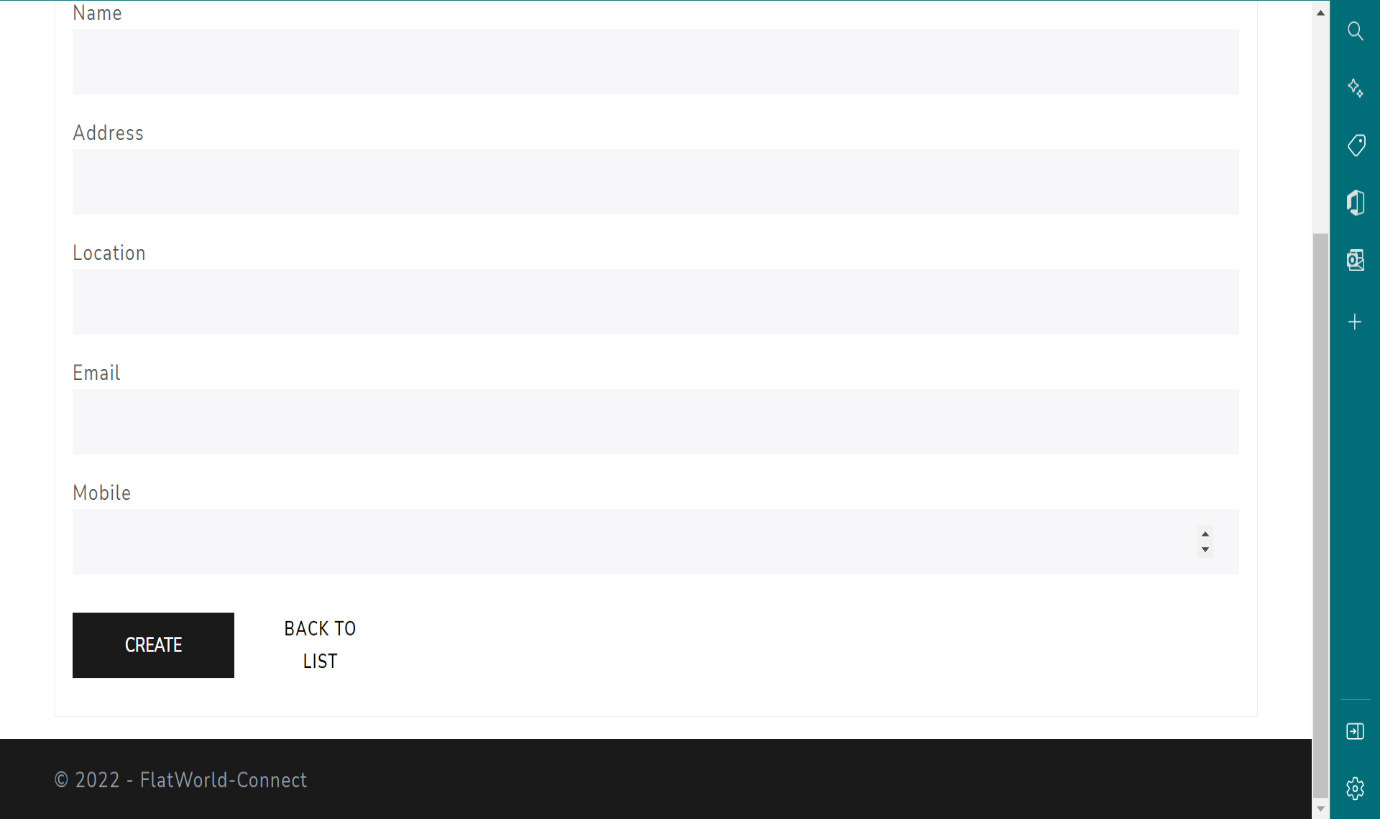 Name
Address
Location
Email
Mobile
CREATE
BACK TO
LIST
© 2022 - FlatWorld-Connect